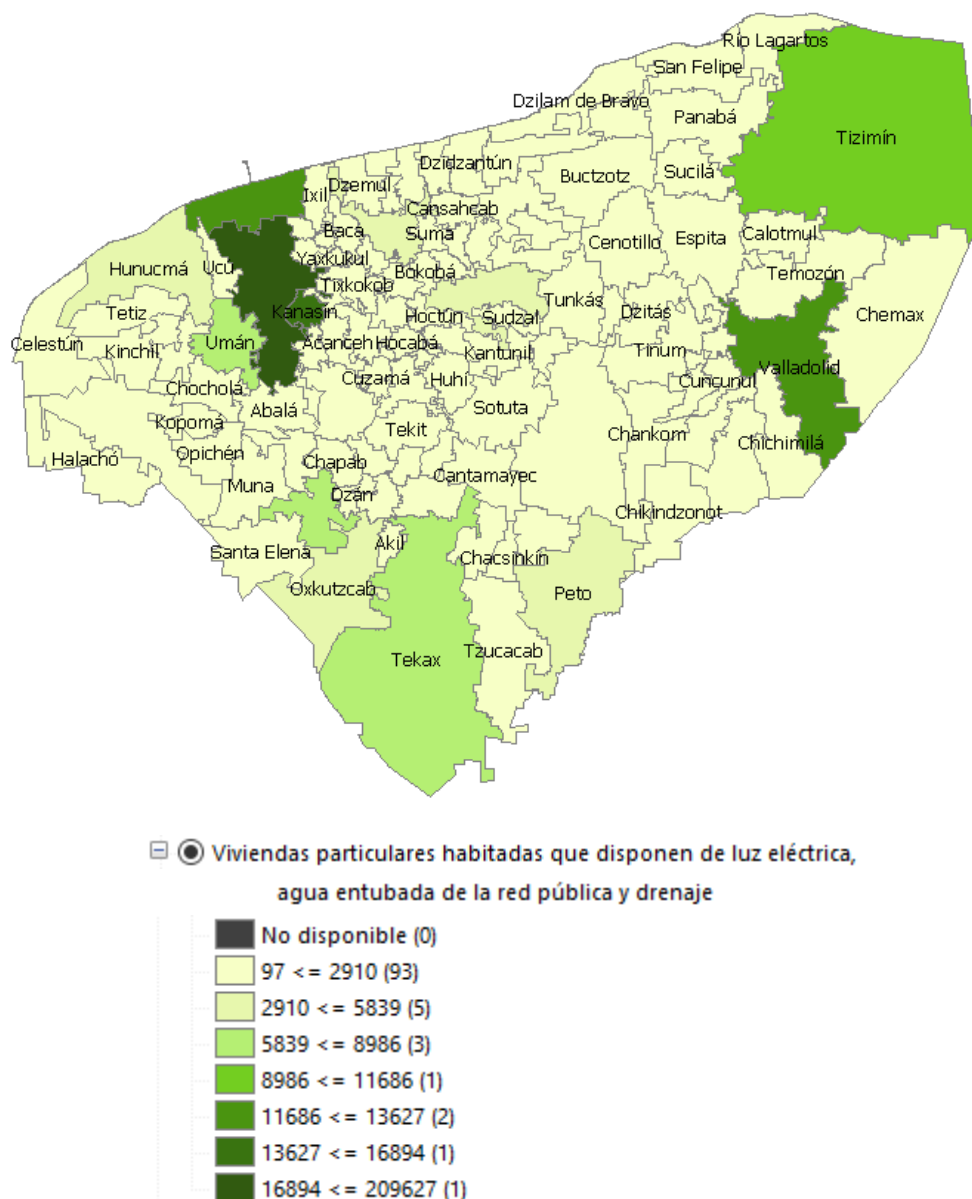 Río Lagartos
San Felipe
Dzilam de Bravo
Panabá
Tizimín
Dzidzantún
Buctzotz
Sucilá
Ixil
Dzemul
Cansahcab
Baca
Suma
Cenotillo
Espita
Calotmul
Hunucmá
Ucú
Yaxkukul
Bokobá
Temozón
Tixkokob
Tetiz
Kanasín
Hoctún
Sudzal
Tunkás
Dzitás
Chemax
Celestún
Kinchil
Umán
Acanceh
Hocabá
Kantunil
Tinum
Valladolid
Chocholá
Cuzamá
Huhí
Cuncunul
Abalá
Sotuta
Kopomá
Tekit
Chankom
Chichimilá
Halachó
Opichén
Chapab
Cantamayec
Muna
Dzán
Chikindzonot
Santa Elena
Akil
Chacsinkín
Oxkutzcab
Peto
Tekax
Tzucacab
Viviendas particulares habitadas que disponen de luz eléctrica,
agua entubada de la red pública y drenaje
No disponible (0)
97 <= 2910 (93)
2910 <= 5839 (5)
5839 <= 8986 (3)
8986 <= 11686 (1)
11686 <= 13627 (2)
13627 <= 16894 (1)
16894 <= 209627 (1)